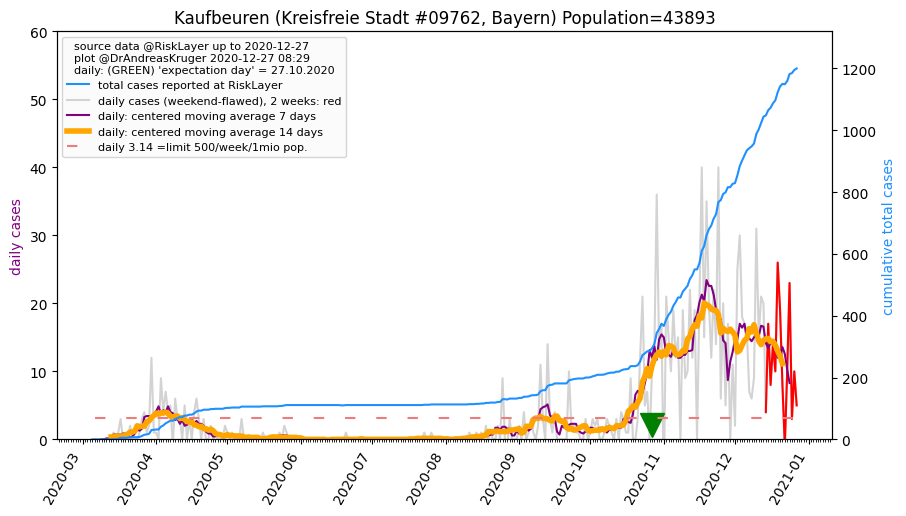 Kaufbeuren (Kreisfreie Stadt #09762, Bayern) Population=43893
source data @RiskLayer up to 2020-12-27
plot @DrAndreasKruger 2020-12-27 08:29
daily: (GREEN) 'expectation day' = 27.10.2020
total cases reported at RiskLayer
daily cases (weekend-flawed), 2 weeks: red
daily: centered moving average 7 days
daily: centered moving average 14 days
daily 3.14 =limit 500/week/1mio pop.
daily cases
60
50
40
30
20
10
0
cumulative total cases
1200
1000
800
600
400
200
0
2020-03
2020-04
2020-05
2020-06
2020-07
2020-08
2020-09
2020-10
2020-11
2020-12
2021-01